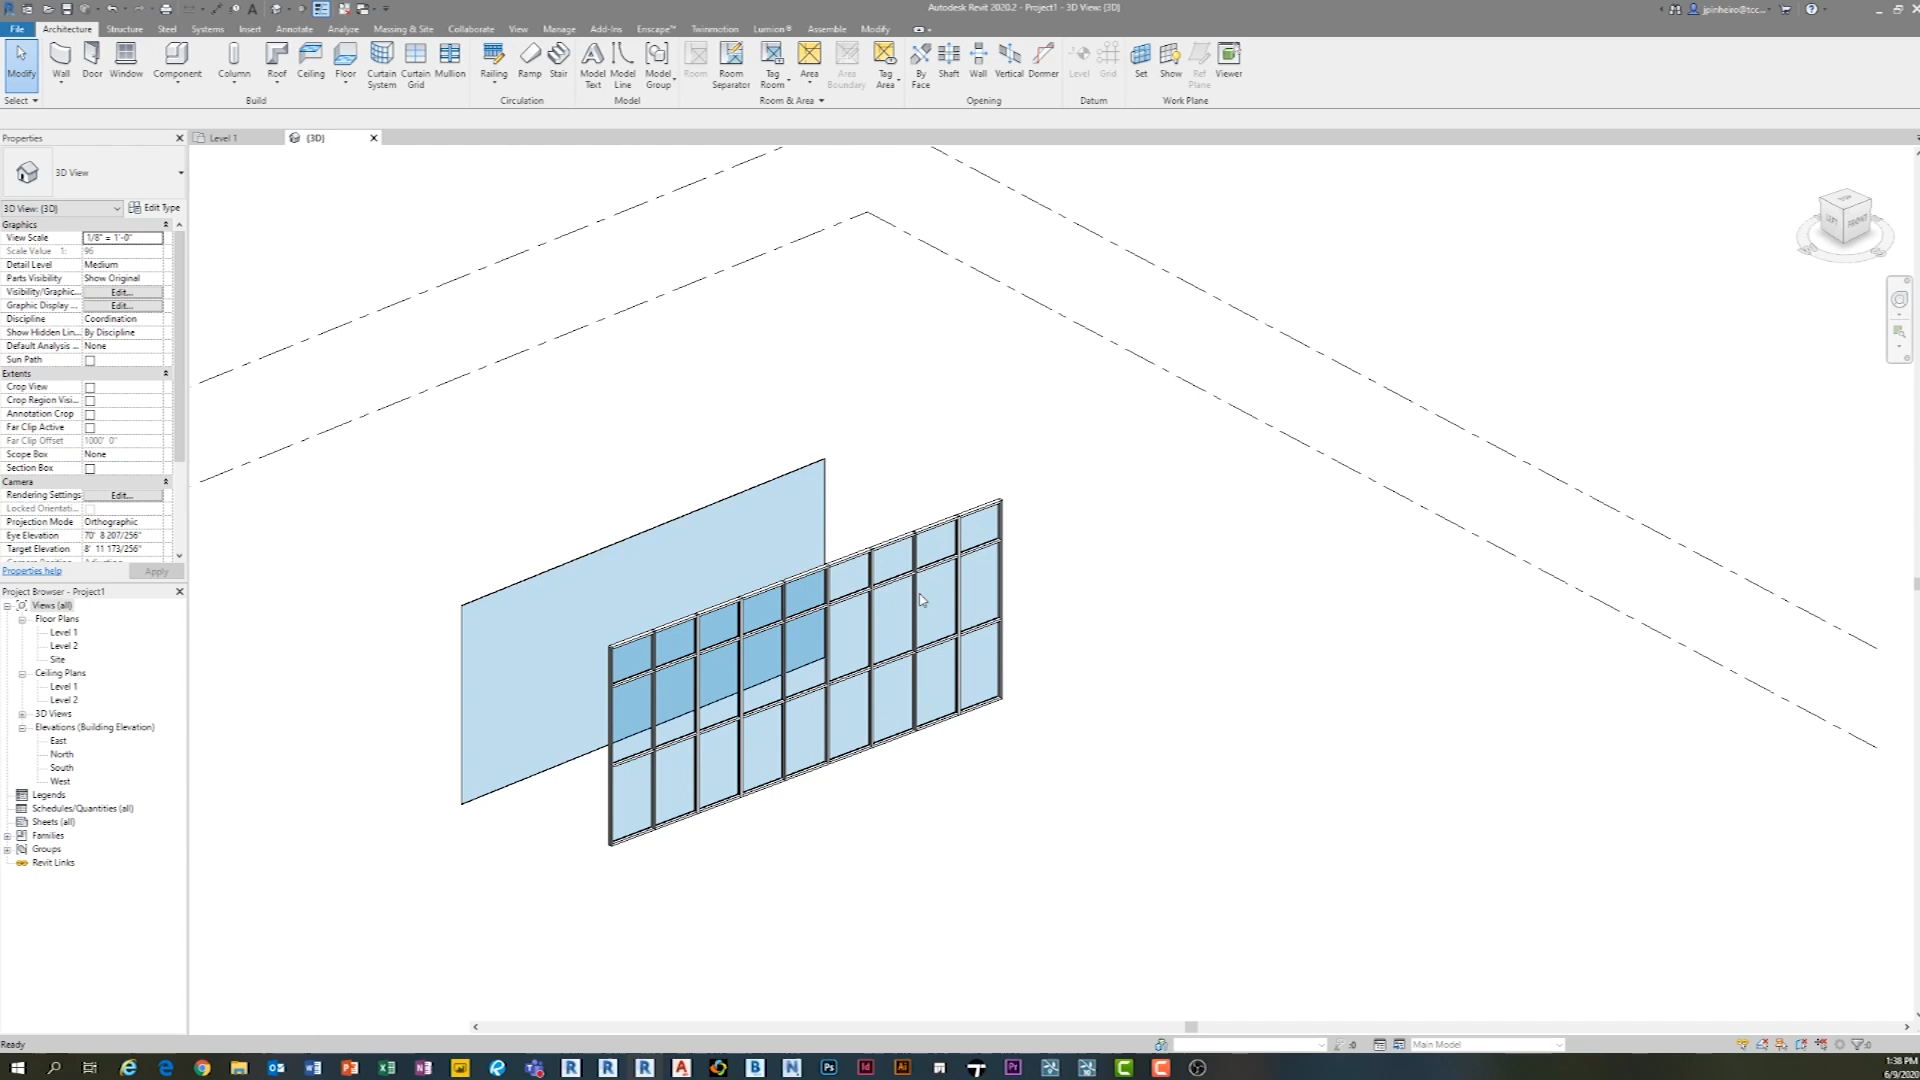 Autodesk Revit 2020.2 - Project1 - 3D View: {3D}
jpinheiro@tcc...
File Architecture Structure Steel Systems Insert Annotate Analyze Massing & Site Collaborate View Manage Add-Ins Enscape™ Twinmotion Lumion® Assemble Modify
Modify Wall Door Window Component Column Roof Ceiling Floor Curtain System Curtain Grid Mullion Railing Ramp Stair Model Text Model Line Model Group Room Room Separator Tag Room Area Area Boundary Tag Area By Face Shaft Wall Vertical Dormer Level Grid Set Show Ref Plane Viewer
Select Build Circulation Model Room & Area Opening Datum Work Plane
Properties
Level 1
{3D}
3D View
3D View: {3D} Edit Type
Graphics
View Scale 1/8" = 1'-0"
Scale Value 1: 96
Detail Level Medium
Parts Visibility Show Original
Visibility/Graphic... Edit...
Graphic Display ... Edit...
Discipline Coordination
Show Hidden Lin... By Discipline
Default Analysis ... None
Sun Path
Extents
Crop View
Crop Region Visi...
Annotation Crop
Far Clip Active
Far Clip Offset 1000' 0"
Scope Box None
Section Box
Camera
Rendering Settings Edit...
Locked Orientati...
Projection Mode Orthographic
Eye Elevation 70' 8 207/256"
Target Elevation 8' 11 173/256"
Properties help Apply
Project Browser - Project1
Views (all)
Floor Plans
Level 1
Level 2
Site
Ceiling Plans
Level 1
Level 2
3D Views
Elevations (Building Elevation)
East
North
South
West
Legends
Schedules/Quantities (all)
Sheets (all)
Families
Groups
Revit Links
TOP
LEFT
FRONT
Ready
:0
Main Model
:0
1:38 PM
6/9/2020